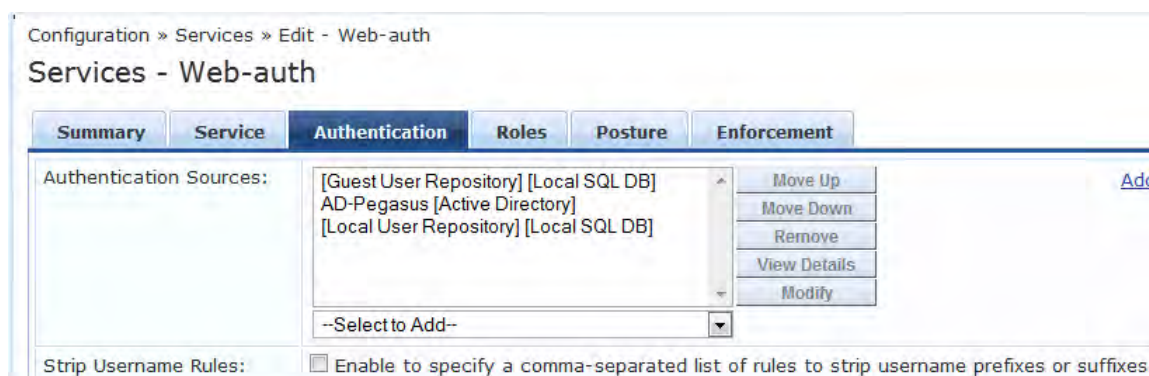 Configuration » Services » Edit - Web-auth
Services - Web-auth
Summary Service Authentication Roles Posture Enforcement
Authentication Sources:
[Guest User Repository] [Local SQL DB]
AD-Pegasus [Active Directory]
[Local User Repository] [Local SQL DB]
Move Up
Move Down
Remove
View Details
Modify
Add
--Select to Add--
Strip Username Rules:
Enable to specify a comma-separated list of rules to strip username prefixes or suffixes